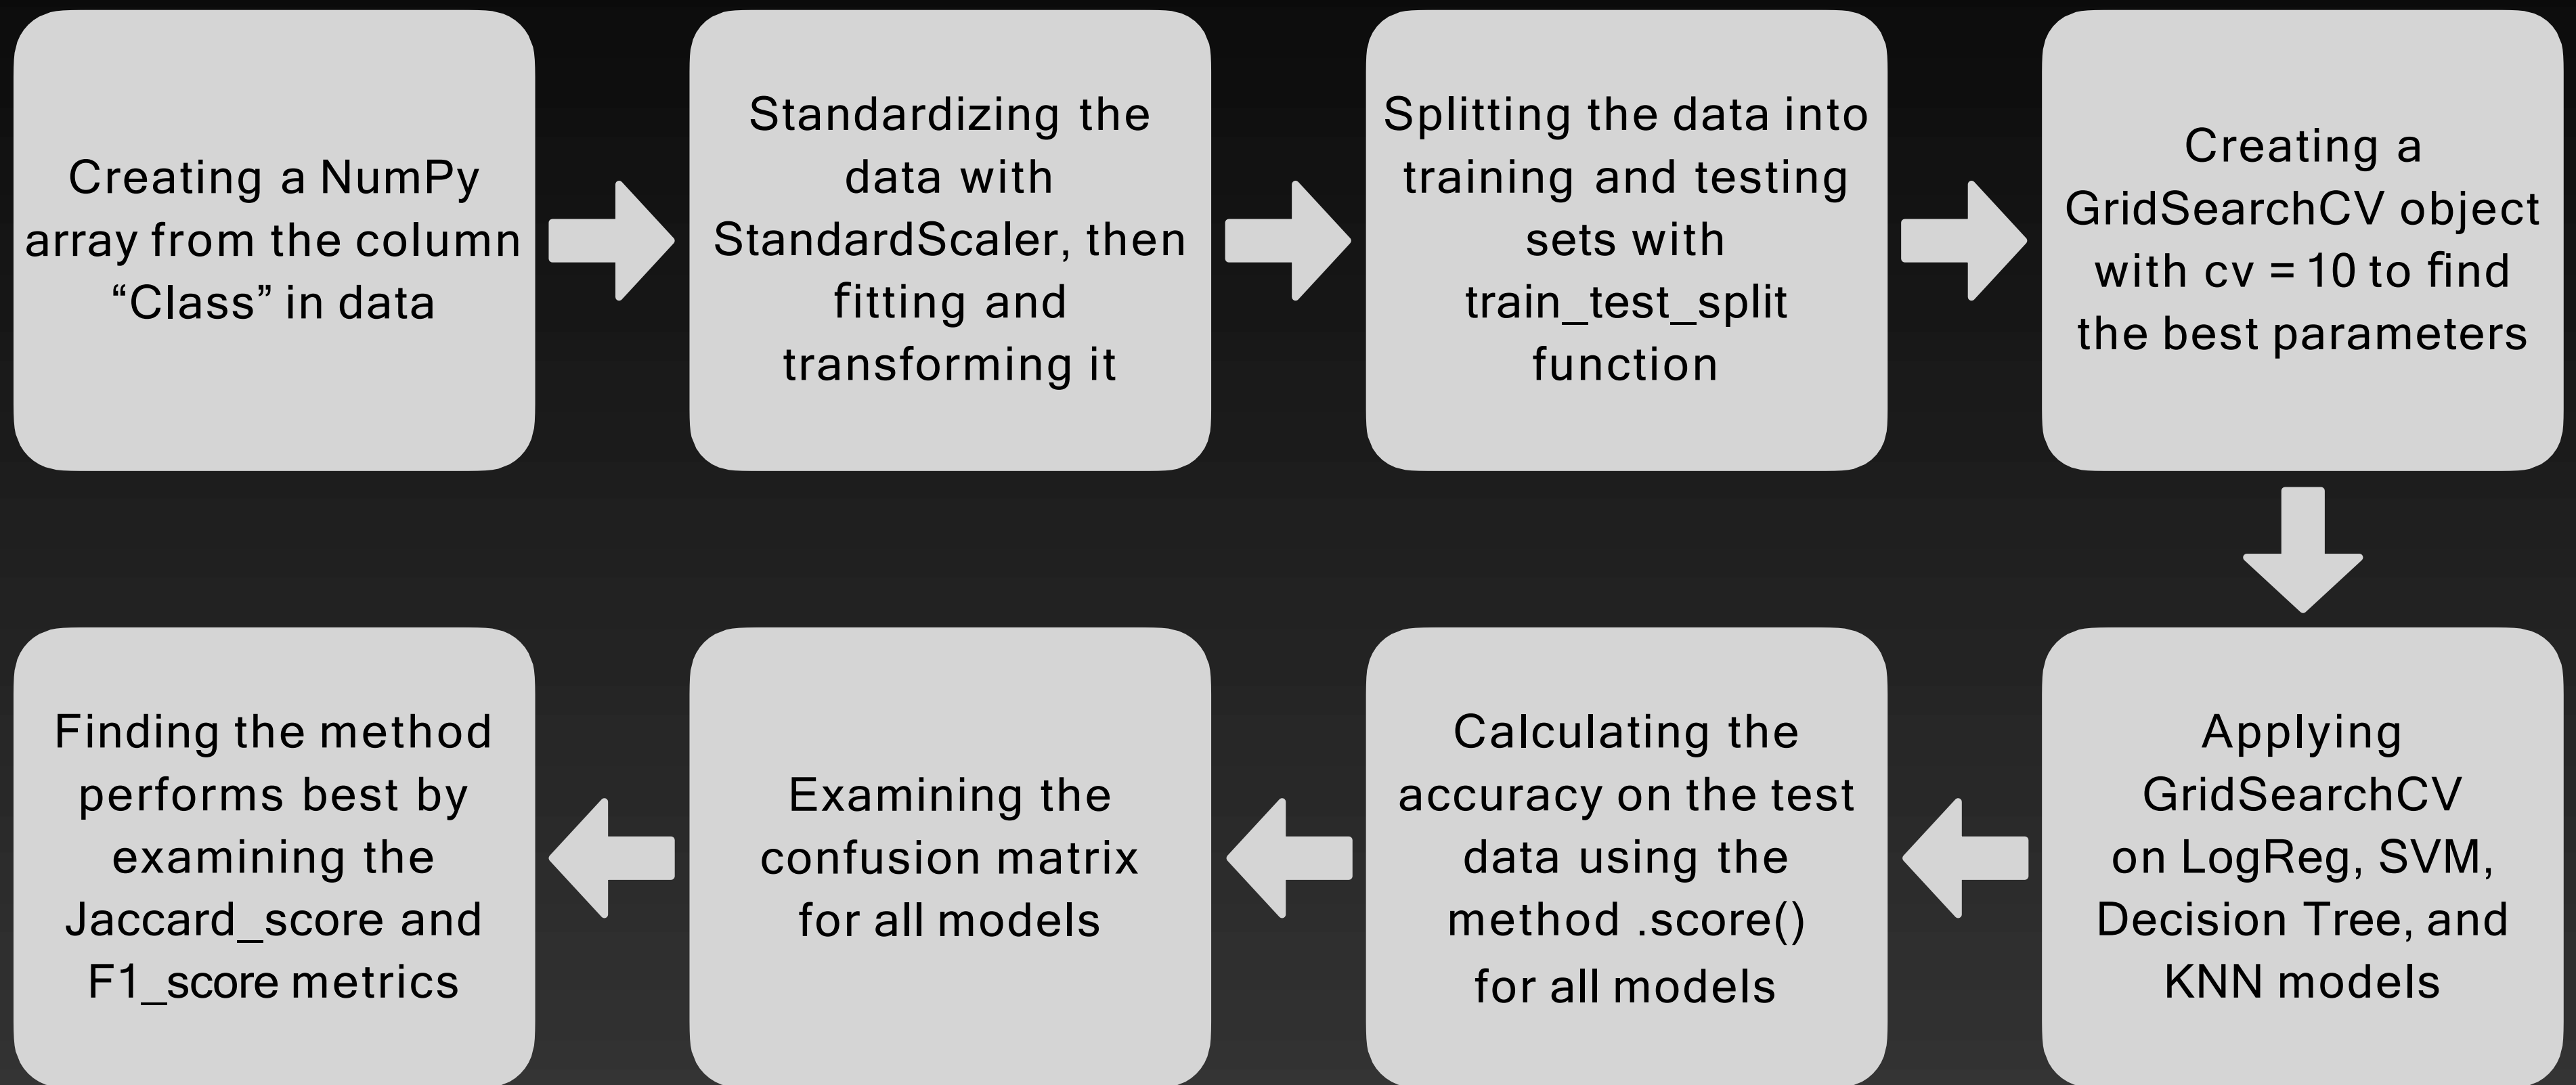 Creating a NumPy
array from the column
“Class” in data
Standardizing the
data with
StandardScaler, then
fitting and
transforming it
Splitting the data into
training and testing
sets with
train_test_split
function
Creating a
GridSearchCV object
with cv = 10 to find
the best parameters
Applying
GridSearchCV
on LogReg, SVM,
Decision Tree, and
KNN models
Calculating the
accuracy on the test
data using the
method .score()
for all models
Examining the
confusion matrix
for all models
Finding the method
performs best by
examining the
Jaccard_score and
F1_score metrics